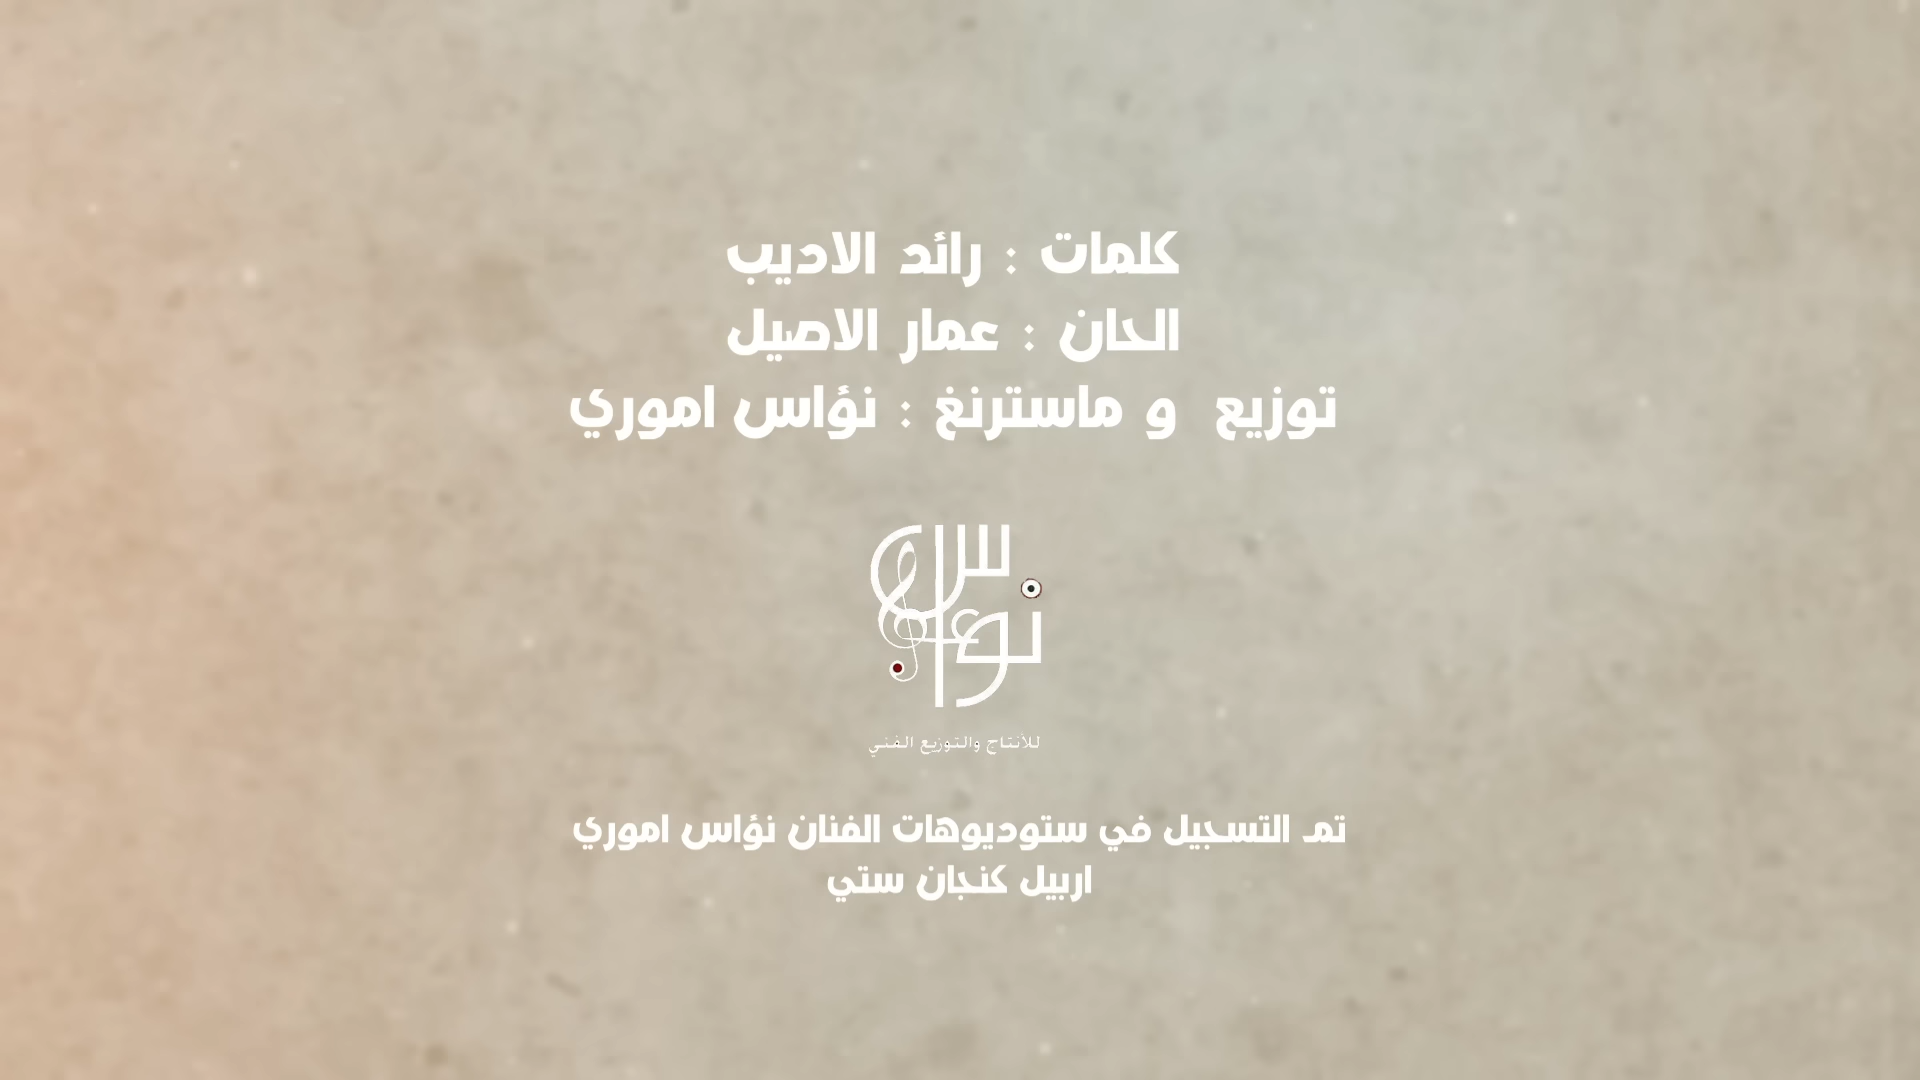 كلمات : رائد الاديب
الحان : عمار الاصيل
توزيع و ماسترنغ : نؤاس اموري
نؤاس
للأنتاج والتوزيع الفني
تم التسجيل في ستوديوهات الفنان نؤاس اموري
اربيل كنجان ستي